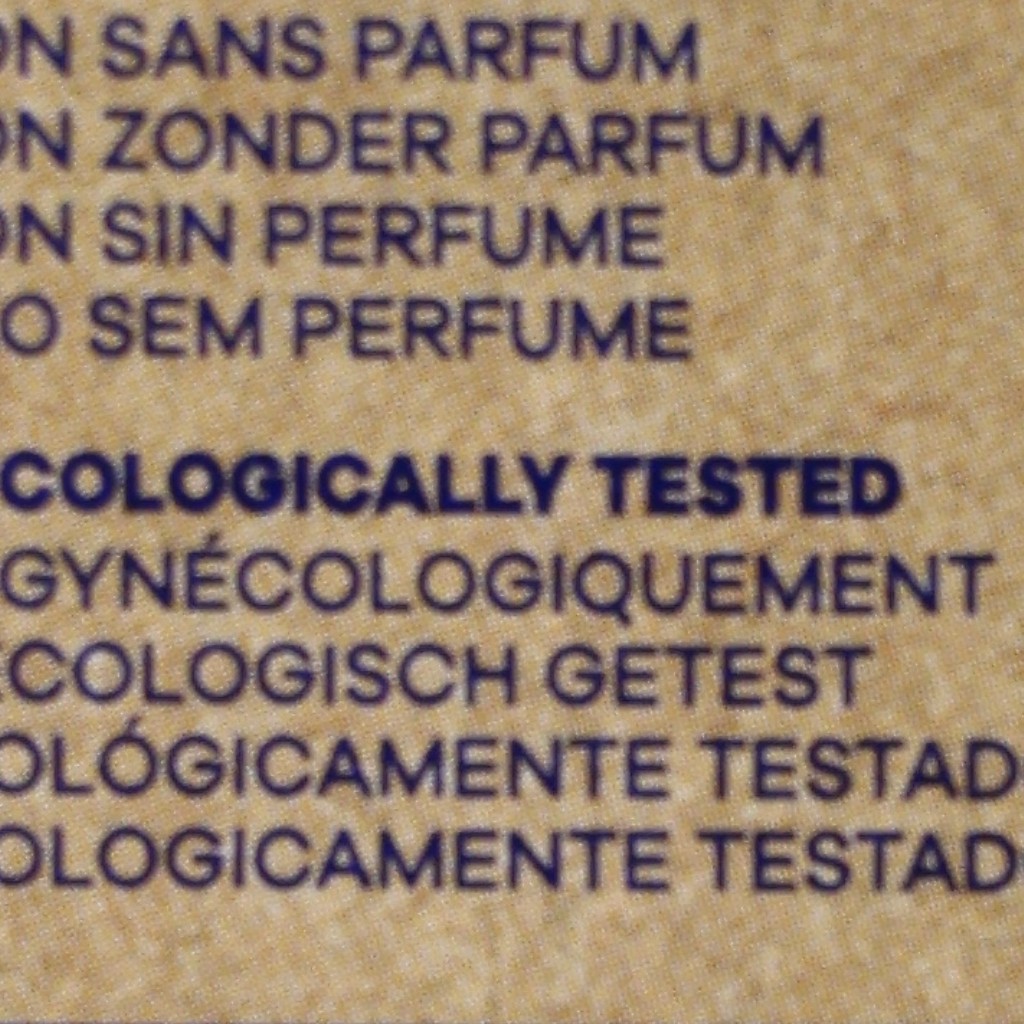 ON SANS PARFUM
ON ZONDER PARFUM
ON SIN PERFUME
O SEM PERFUME
COLOGICALLY TESTED
GYNÉCOLOGIQUEMENT
COLOGISCH GETEST
OLÓGICAMENTE TESTAD
OLOGICAMENTE TESTAD